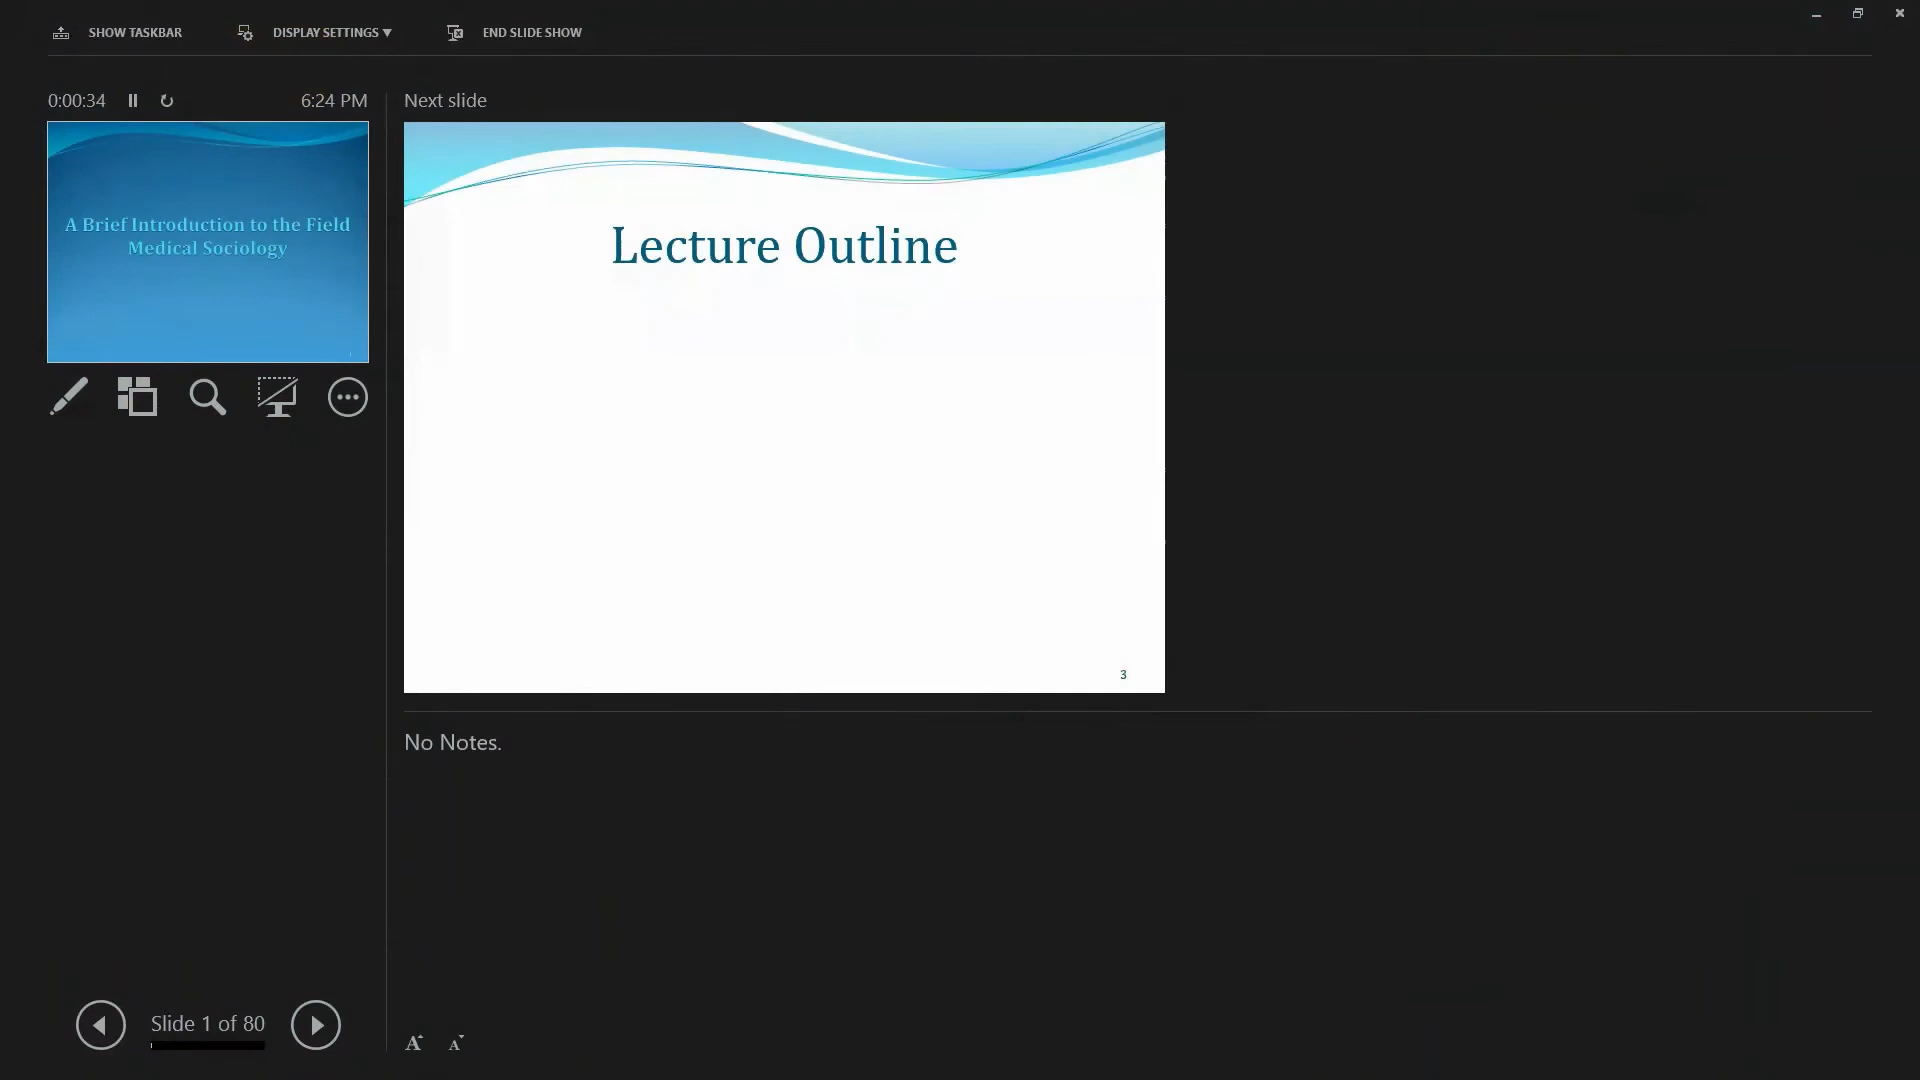 SHOW TASKBAR
DISPLAY SETTINGS ▼
END SLIDE SHOW
0:00:34
6:24 PM
Next slide
A Brief Introduction to the Field
Medical Sociology
1
Lecture Outline
3
No Notes.
Slide 1 of 80
A A